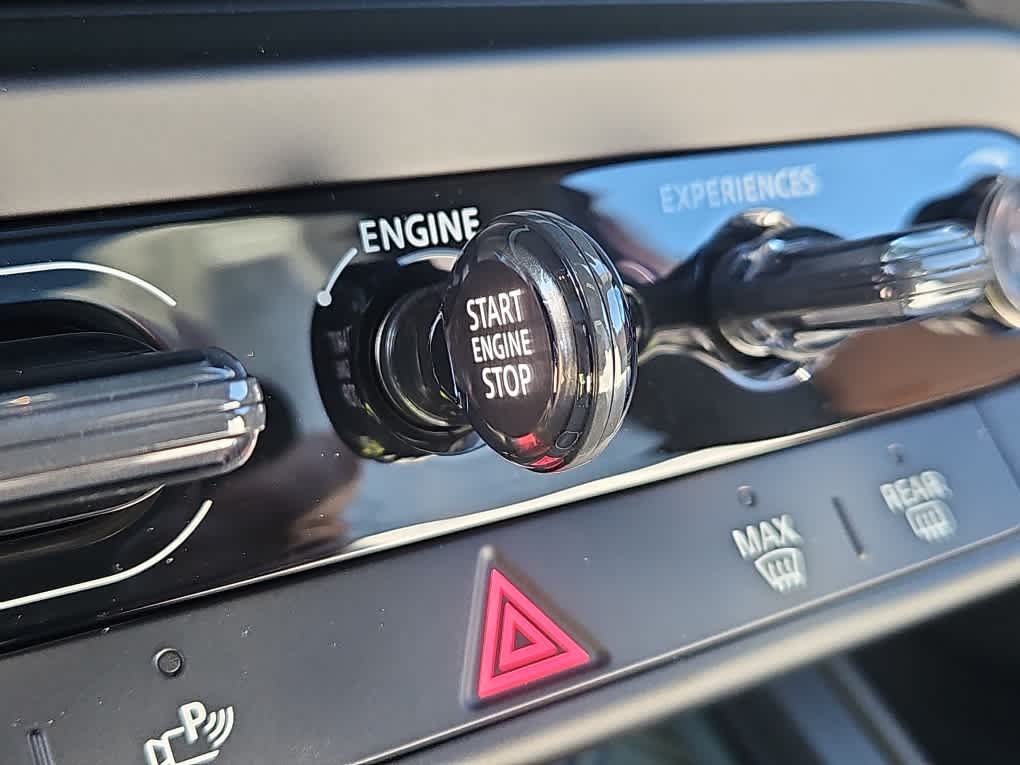 ENGINE
EXPERIENCES
START
ENGINE
STOP
MAX
REAR
P